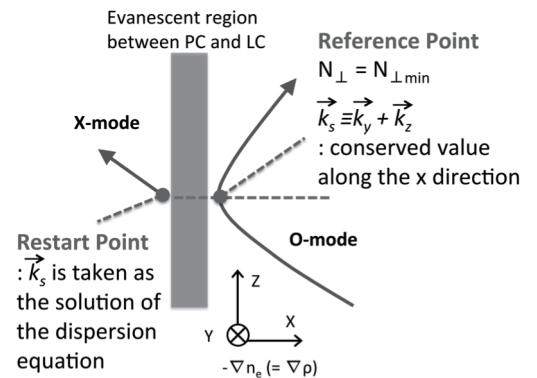 Evanescent region
between PC and LC
Reference Point
N⊥ = N⊥min
k⃗s ≡ k⃗y + k⃗z
: conserved value
along the x direction
X-mode
O-mode
Restart Point
: k⃗s is taken as
the solution of
the dispersion
equation
Z
Y
X
-∇nₑ (= ∇ρ)